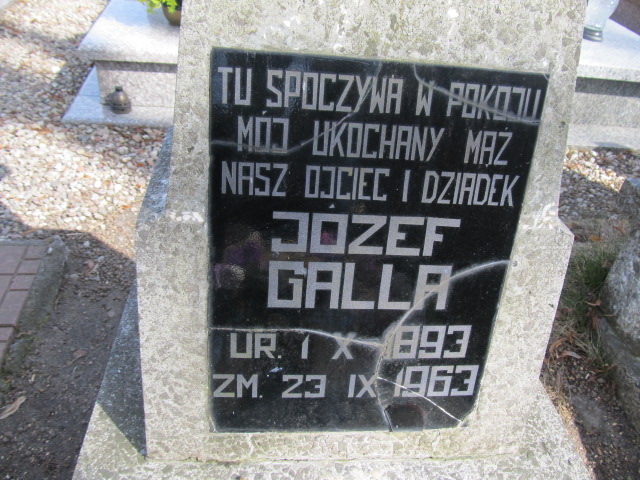 TU SPOCZYWA W POKOJU
MÓJ UKOCHANY MĄŻ
NASZ OJCIEC I DZIADEK
JÓZEF
GALLA
UR. 1 X 1893
ZM. 23 IX 1963